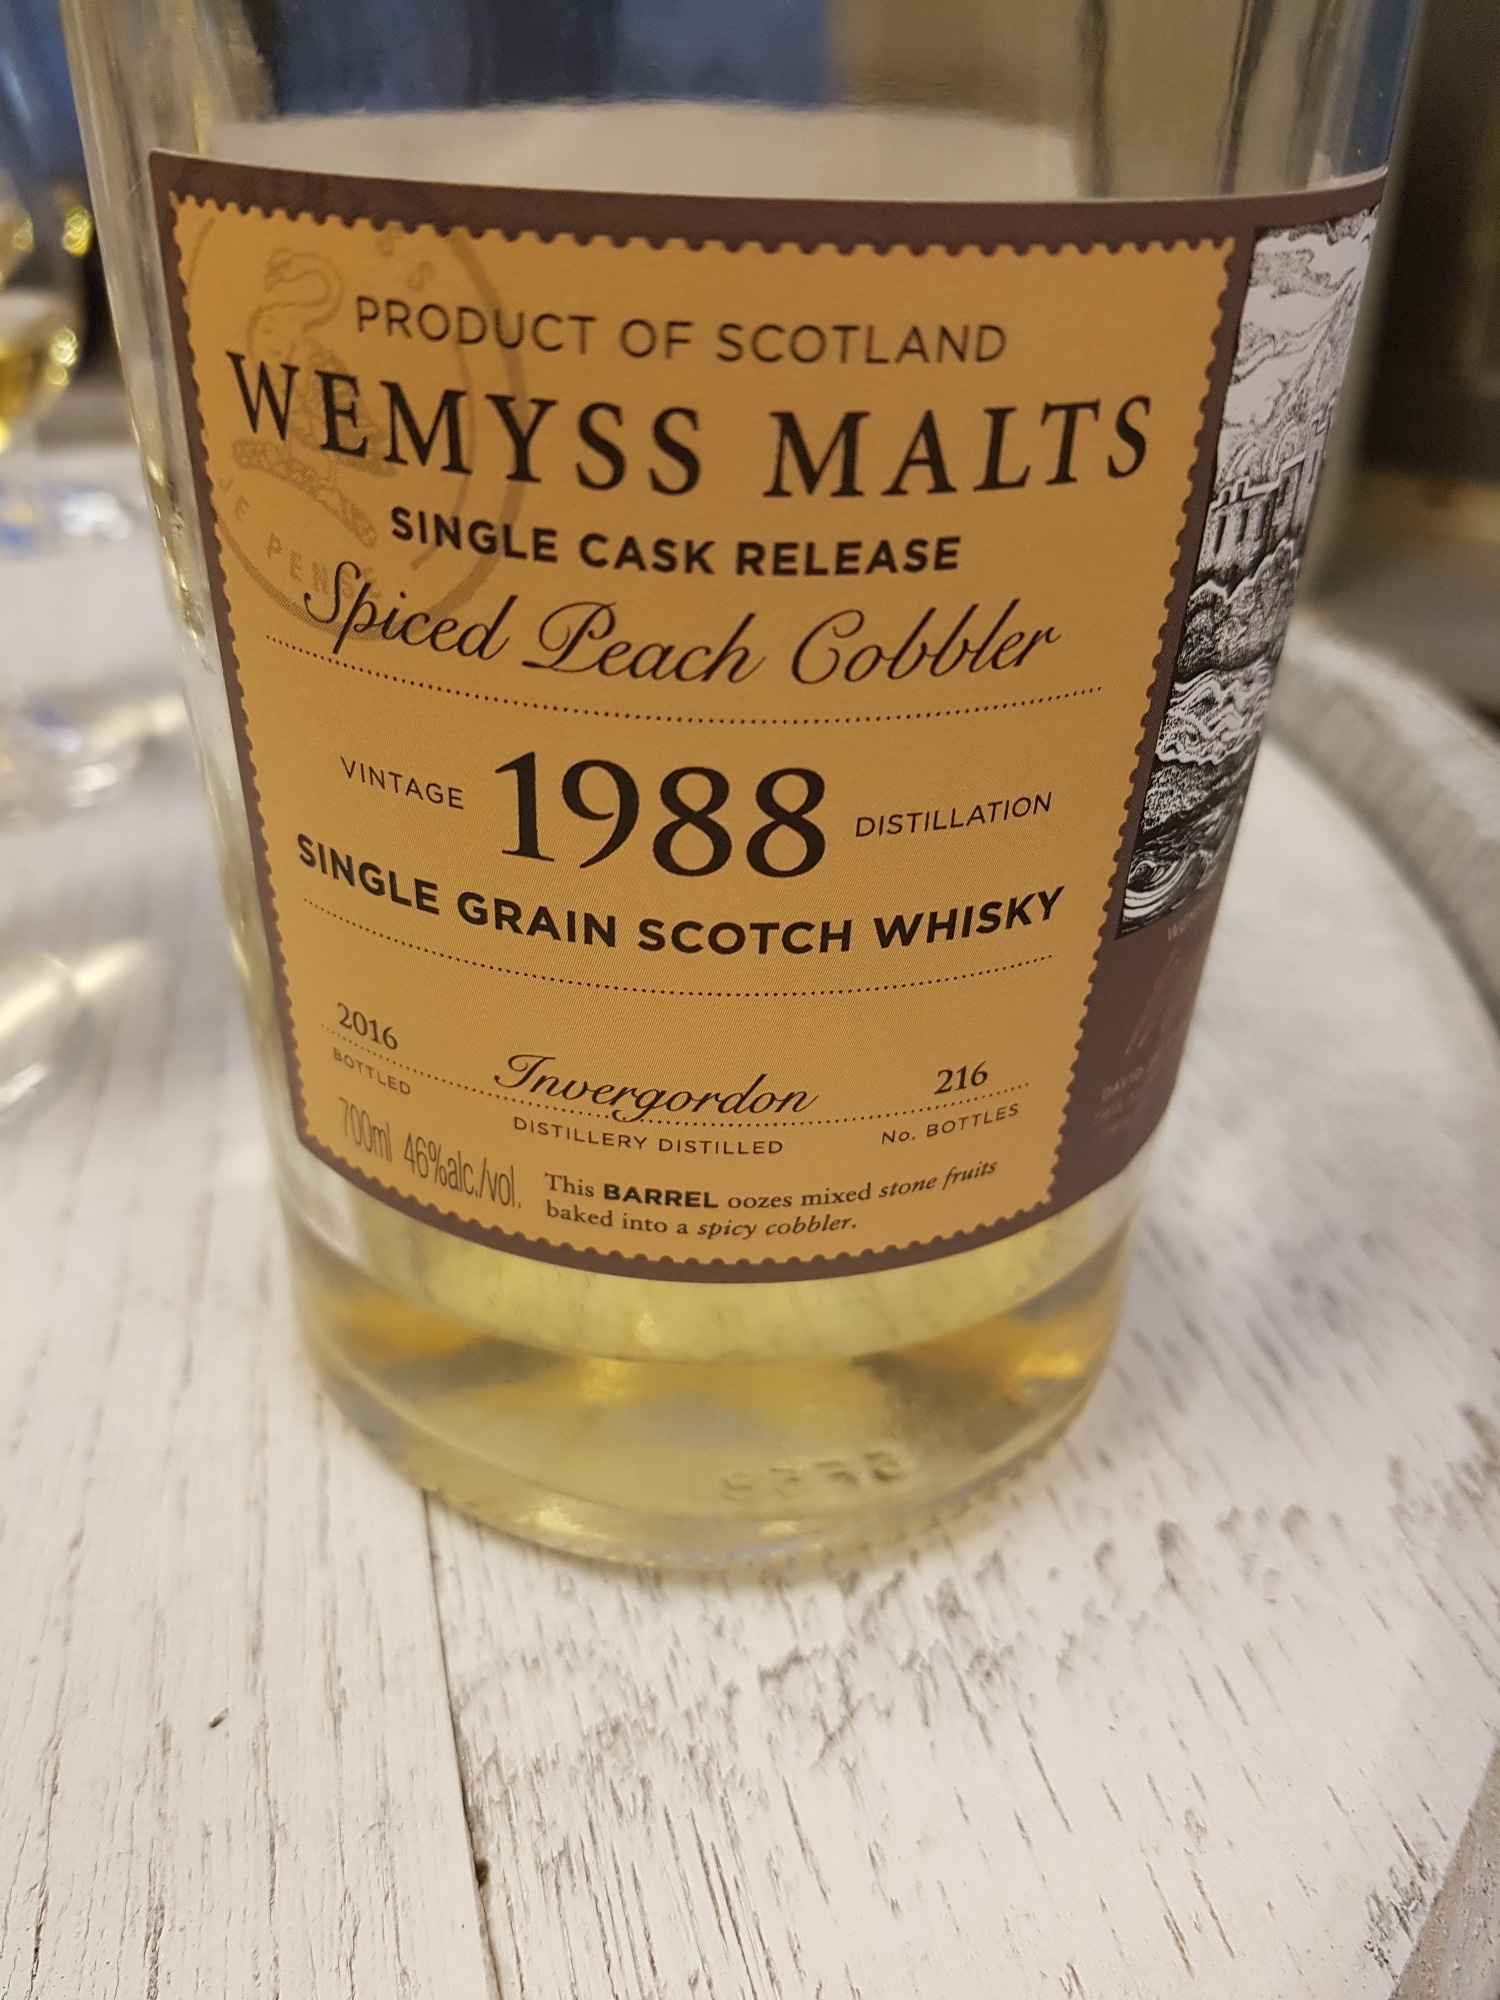 PRODUCT OF SCOTLAND
WEMYSS MALTS
SINGLE CASK RELEASE
Spiced Peach Cobbler
VINTAGE 1988 DISTILLATION
SINGLE GRAIN SCOTCH WHISKY
2016 Invergordon 216
BOTTLED DISTILLERY DISTILLED No. BOTTLES
700ml 46%alc./vol.
This BARREL oozes mixed stone fruits
baked into a spicy cobbler.
DAVID